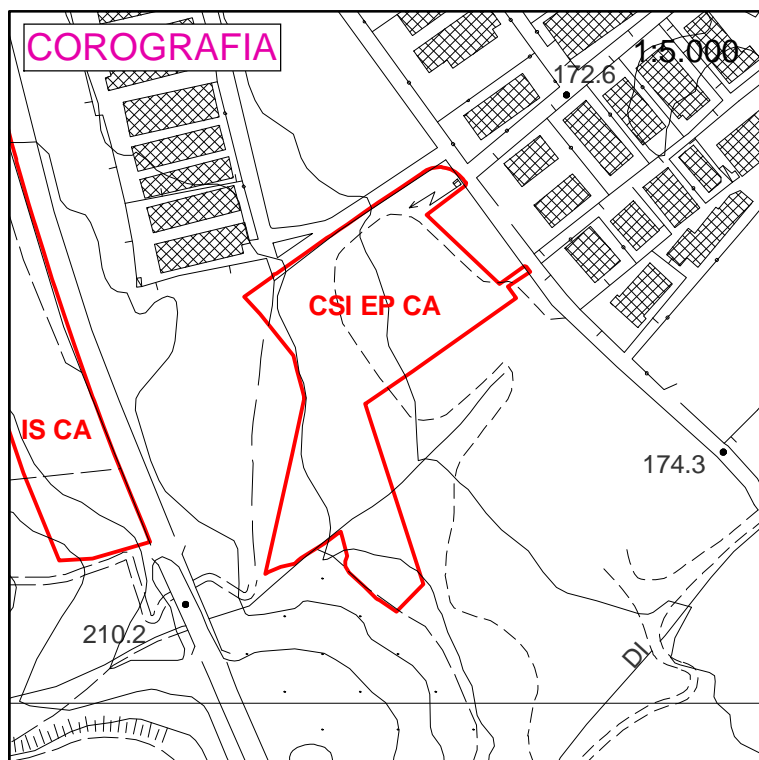 COROGRAFIA
1:5.000
172.6
CSI EP CA
IS CA
174.3
210.2
DI